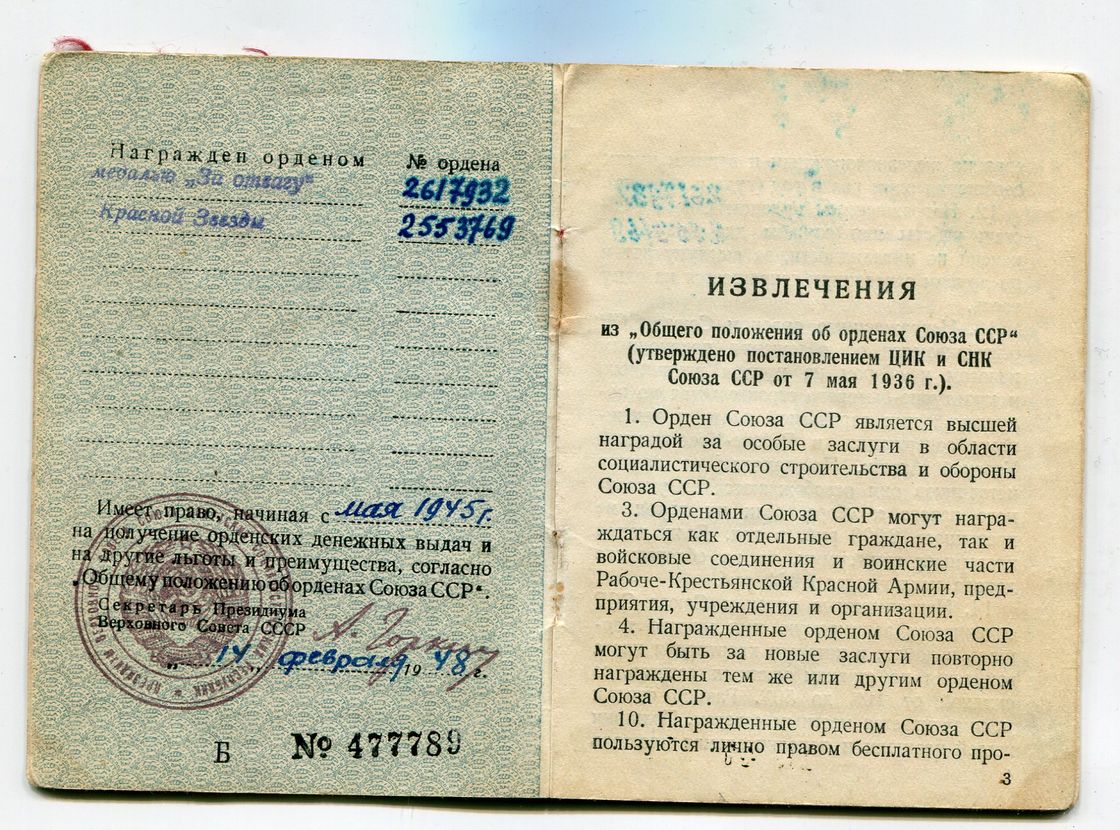 Награжден орденом
№ ордена
медалью „За отвагу"
2617932
Красной Звезды
2553769
Имеет право, начиная с мая 1945 г.
на получение орденских денежных выдач и
на другие льготы и преимущества, согласно
„Общему положению об орденах Союза ССР".
Секретарь Президиума
Верховного Совета СССР
„14" февраля 1948 г.
Б № 477789
ИЗВЛЕЧЕНИЯ
из „Общего положения об орденах Союза ССР"
(утверждено постановлением ЦИК и СНК
Союза ССР от 7 мая 1936 г.).
1. Орден Союза ССР является высшей
наградой за особые заслуги в области
социалистического строительства и обороны
Союза ССР.
3. Орденами Союза ССР могут награ-
ждаться как отдельные граждане, так и
войсковые соединения и воинские части
Рабоче-Крестьянской Красной Армии, пред-
приятия, учреждения и организации.
4. Награжденные орденом Союза ССР
могут быть за новые заслуги повторно
награждены тем же или другим орденом
Союза ССР.
10. Награжденные орденом Союза ССР
пользуются лично правом бесплатного про-
3